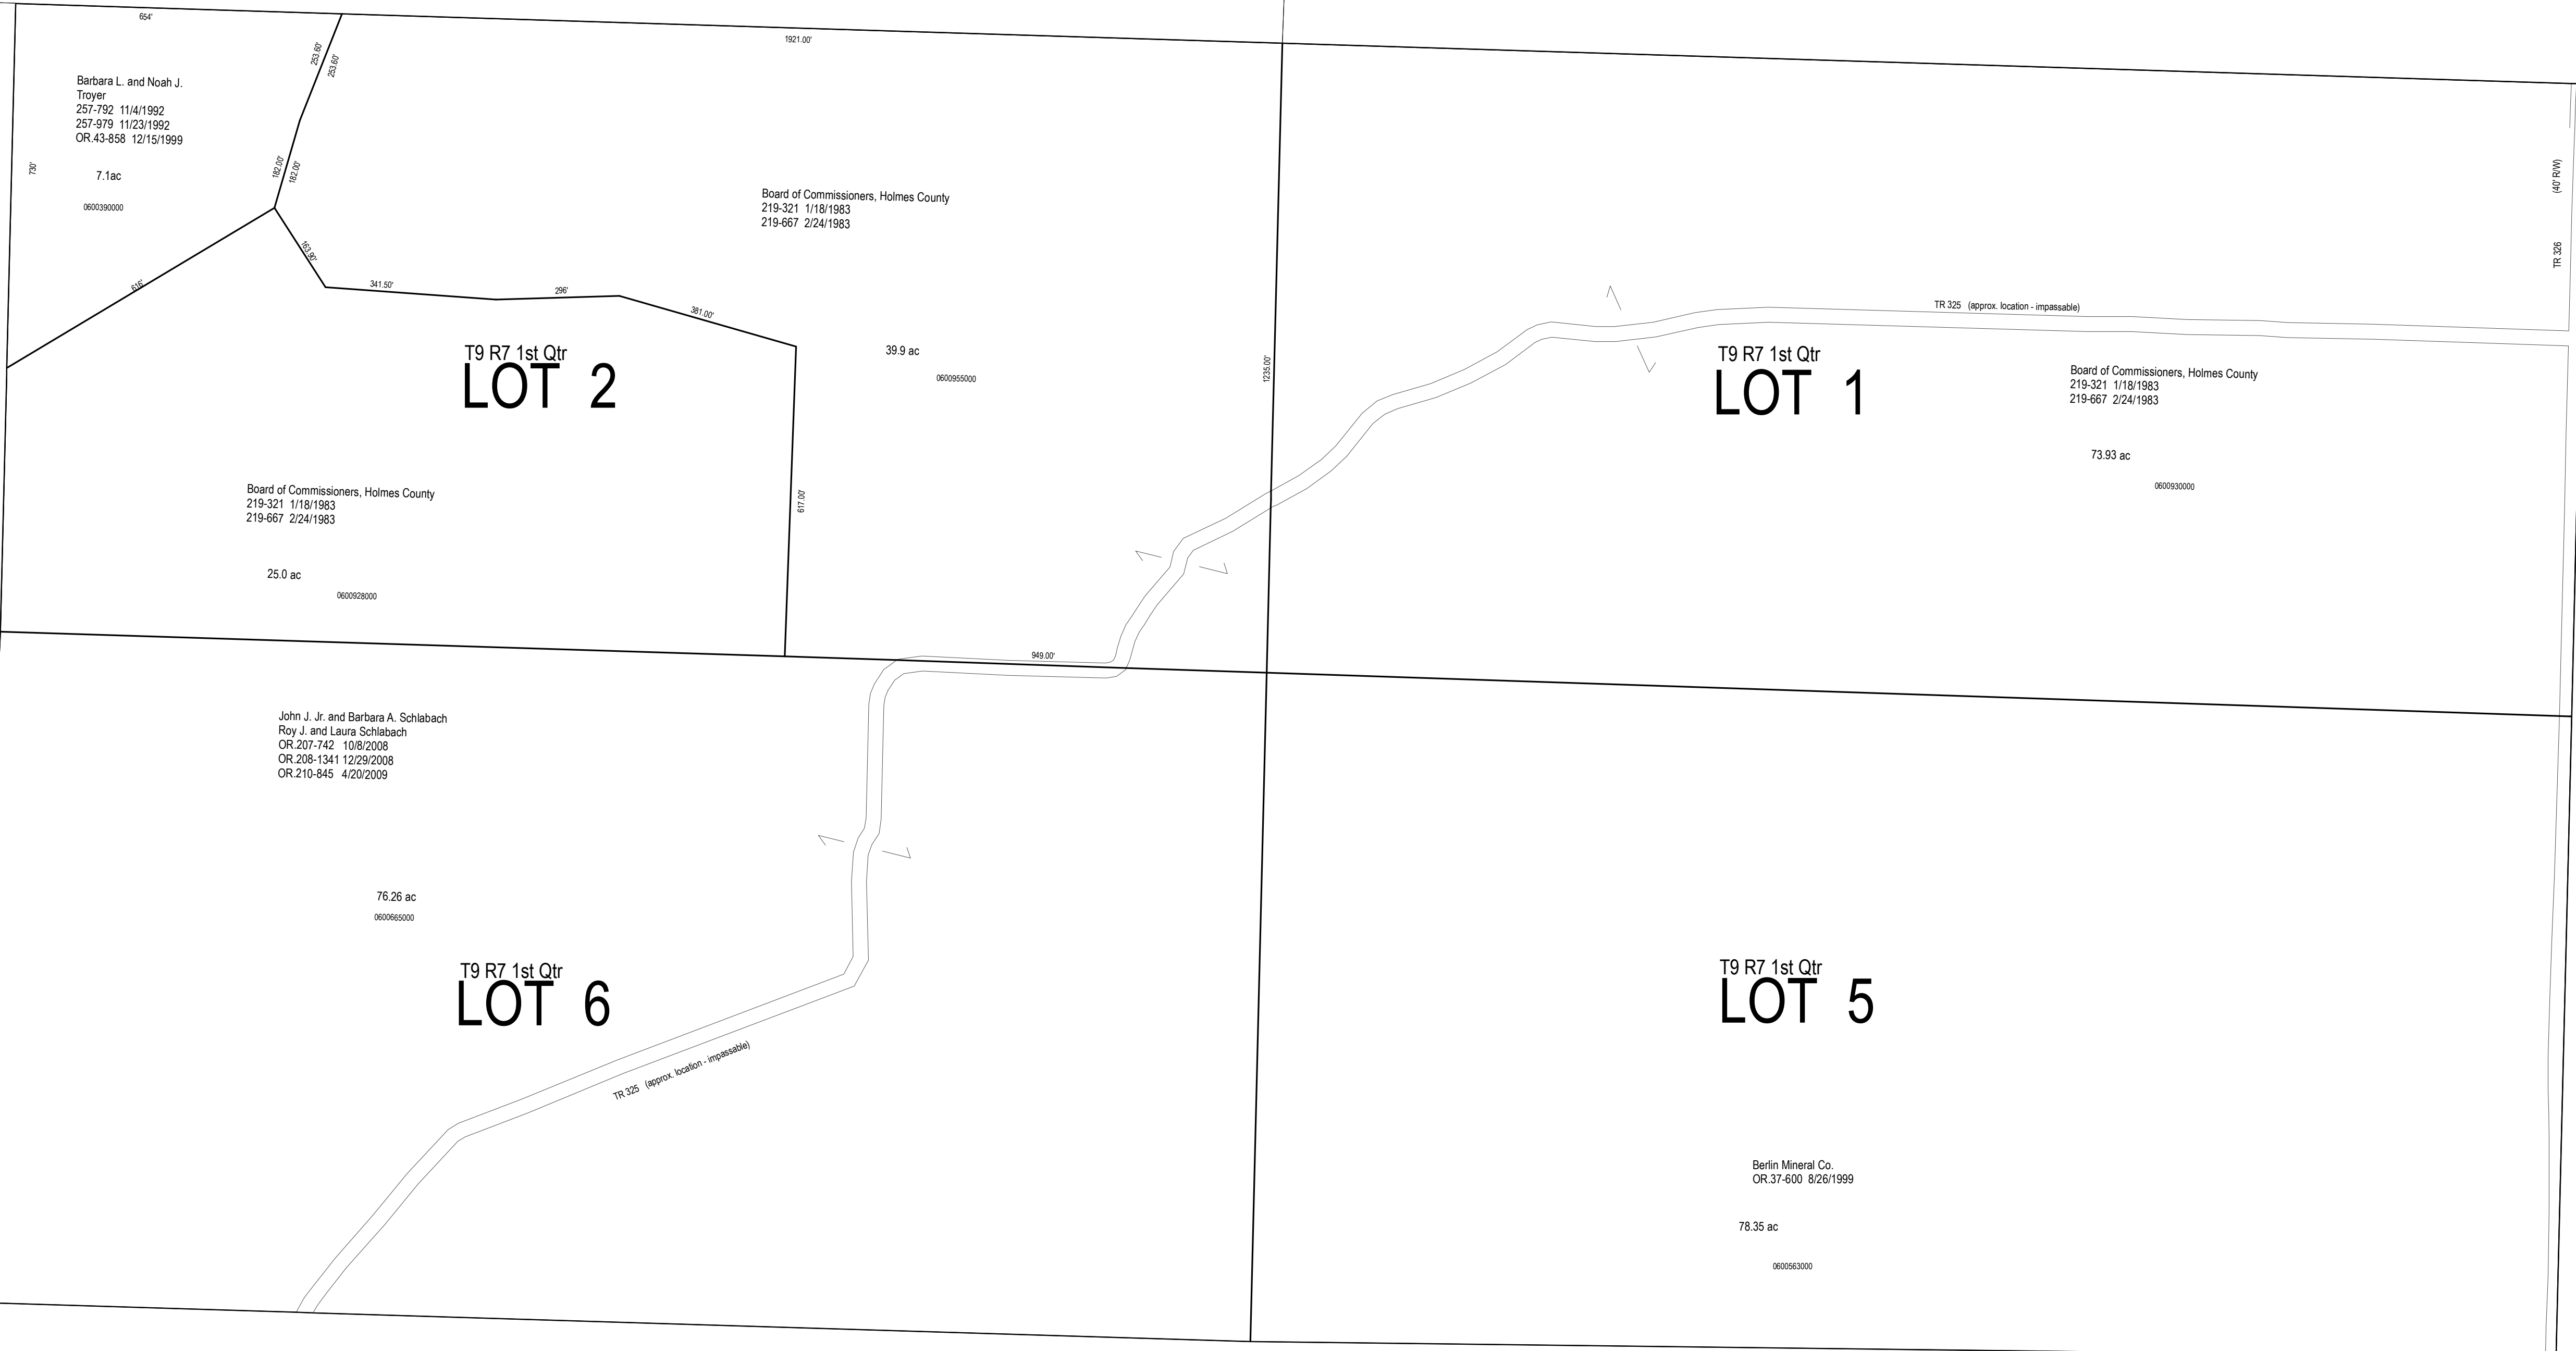 654'
1921.00'
253.60'
253.60'
Barbara L. and Noah J.
Troyer
257-792 11/4/1992
257-979 11/23/1992
OR.43-858 12/15/1999
730'
7.1ac
0600390000
182.00'
182.00'
616'
163.90'
341.50'
296'
381.00'
Board of Commissioners, Holmes County
219-321 1/18/1983
219-667 2/24/1983
39.9 ac
0600955000
1235.00'
(40' R/W)
TR 326
TR 325 (approx. location - impassable)
T9 R7 1st Qtr
LOT 2
T9 R7 1st Qtr
LOT 1
Board of Commissioners, Holmes County
219-321 1/18/1983
219-667 2/24/1983
73.93 ac
0600930000
Board of Commissioners, Holmes County
219-321 1/18/1983
219-667 2/24/1983
25.0 ac
0600928000
617.00'
949.00'
John J. Jr. and Barbara A. Schlabach
Roy J. and Laura Schlabach
OR.207-742 10/8/2008
OR.208-1341 12/29/2008
OR.210-845 4/20/2009
76.26 ac
0600665000
T9 R7 1st Qtr
LOT 6
TR 325 (approx. location - impassable)
T9 R7 1st Qtr
LOT 5
Berlin Mineral Co.
OR.37-600 8/26/1999
78.35 ac
0600563000